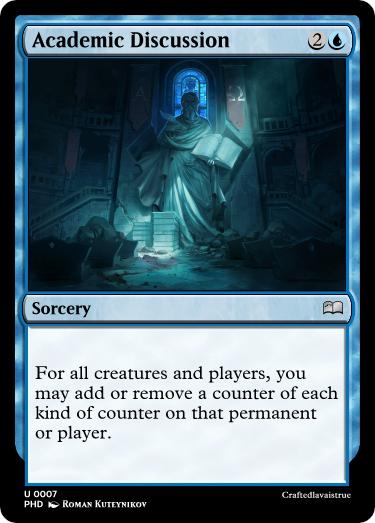 Academic Discussion 2
A Ω
Sorcery
For all creatures and players, you
may add or remove a counter of each
kind of counter on that permanent
or player.
U 0007
PHD Roman Kuteynikov
Craftedlavaistrue